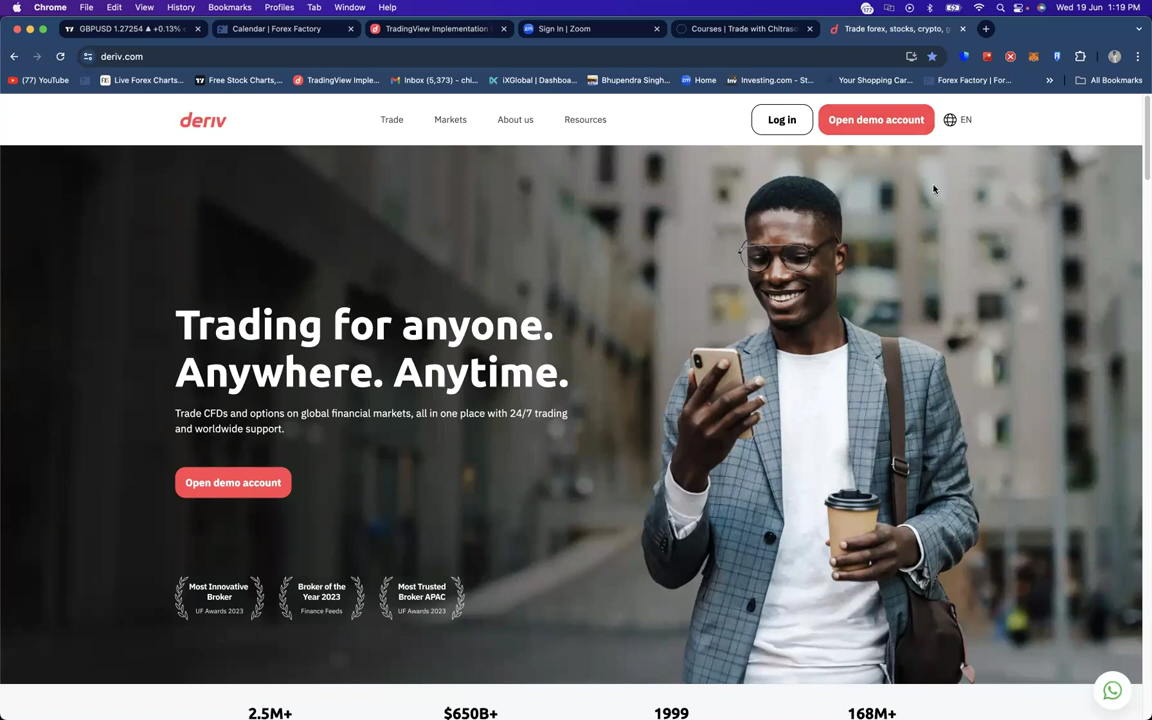 Chrome File Edit View History Bookmarks Profiles Tab Window Help
Wed 19 Jun 1:19 PM
GBPUSD 1.27254 ▲ +0.13%
Calendar | Forex Factory
TradingView Implementation
Sign In | Zoom
Courses | Trade with Chitrasc
Trade forex, stocks, crypto, g
deriv.com
(77) YouTube
Live Forex Charts...
Free Stock Charts,...
TradingView Imple...
Inbox (5,373) – chi...
iXGlobal | Dashboa...
Bhupendra Singh...
Home
Investing.com - St...
Your Shopping Car...
Forex Factory | For...
»
All Bookmarks
deriv
Trade
Markets
About us
Resources
Log in
Open demo account
EN
Trading for anyone.
Anywhere. Anytime.
Trade CFDs and options on global financial markets, all in one place with 24/7 trading
and worldwide support.
Open demo account
Most Innovative
Broker
UF Awards 2023
Broker of the
Year 2023
Finance Feeds
Most Trusted
Broker APAC
UF Awards 2023
2.5M+
$650B+
1999
168M+